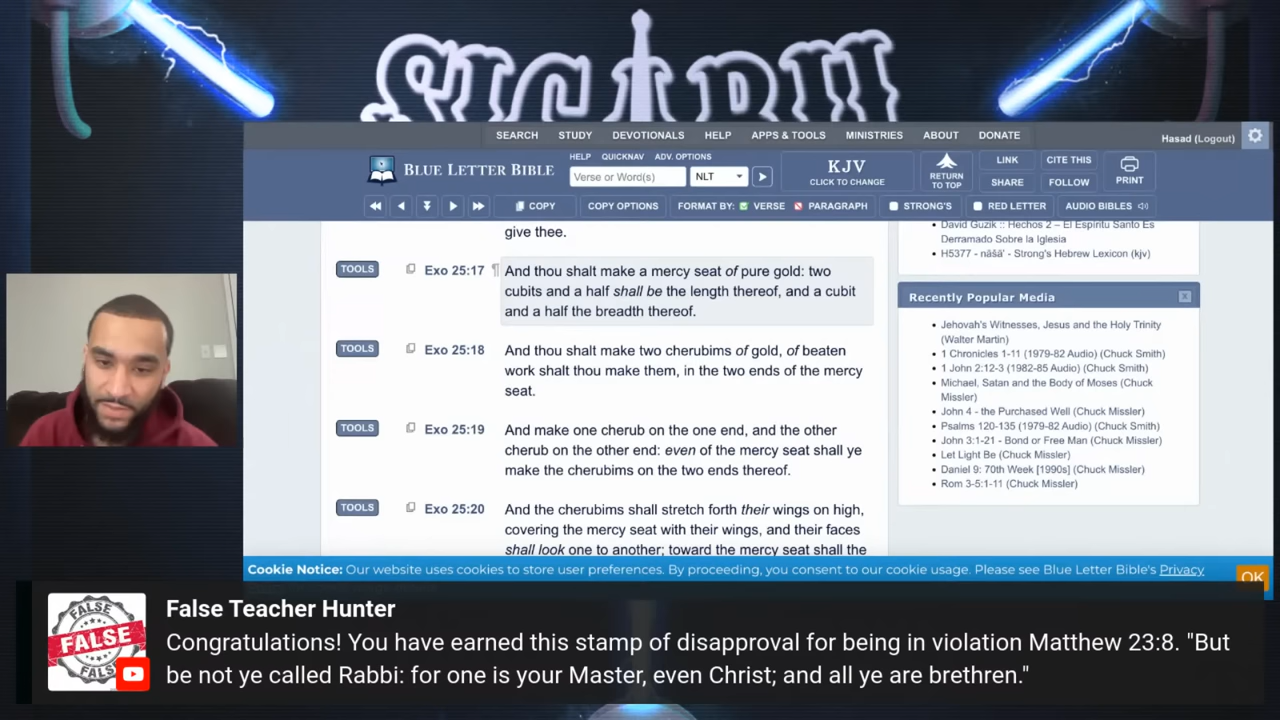 SICARII
SEARCH STUDY DEVOTIONALS HELP APPS & TOOLS MINISTRIES ABOUT DONATE
Hasad (Logout)
BLUE LETTER BIBLE
HELP QUICKNAV ADV. OPTIONS
Verse or Word(s) NLT
KJV
CLICK TO CHANGE
RETURN
TO TOP
LINK CITE THIS
SHARE FOLLOW
PRINT
COPY COPY OPTIONS FORMAT BY: VERSE PARAGRAPH STRONG'S RED LETTER AUDIO BIBLES
give thee.
TOOLS Exo 25:17 ¶ And thou shalt make a mercy seat of pure gold: two
cubits and a half shall be the length thereof, and a cubit
and a half the breadth thereof.
TOOLS Exo 25:18 And thou shalt make two cherubims of gold, of beaten
work shalt thou make them, in the two ends of the mercy
seat.
TOOLS Exo 25:19 And make one cherub on the one end, and the other
cherub on the other end: even of the mercy seat shall ye
make the cherubims on the two ends thereof.
TOOLS Exo 25:20 And the cherubims shall stretch forth their wings on high,
covering the mercy seat with their wings, and their faces
shall look one to another; toward the mercy seat shall the
David Guzik :: Hechos 2 – El Espíritu Santo Es
Derramado Sobre la Iglesia
H5377 - nāšā' - Strong's Hebrew Lexicon (kjv)
Recently Popular Media
Jehovah's Witnesses, Jesus and the Holy Trinity
(Walter Martin)
1 Chronicles 1-11 (1979-82 Audio) (Chuck Smith)
1 John 2:12-3 (1982-85 Audio) (Chuck Smith)
Michael, Satan and the Body of Moses (Chuck
Missler)
John 4 - the Purchased Well (Chuck Missler)
Psalms 120-135 (1979-82 Audio) (Chuck Smith)
John 3:1-21 - Bond or Free Man (Chuck Missler)
Let Light Be (Chuck Missler)
Daniel 9: 70th Week [1990s] (Chuck Missler)
Rom 3-5:1-11 (Chuck Missler)
Cookie Notice: Our website uses cookies to store user preferences. By proceeding, you consent to our cookie usage. Please see Blue Letter Bible's Privacy
OK
FALSE
FALSE
FALS
False Teacher Hunter
Congratulations! You have earned this stamp of disapproval for being in violation Matthew 23:8. "But
be not ye called Rabbi: for one is your Master, even Christ; and all ye are brethren."